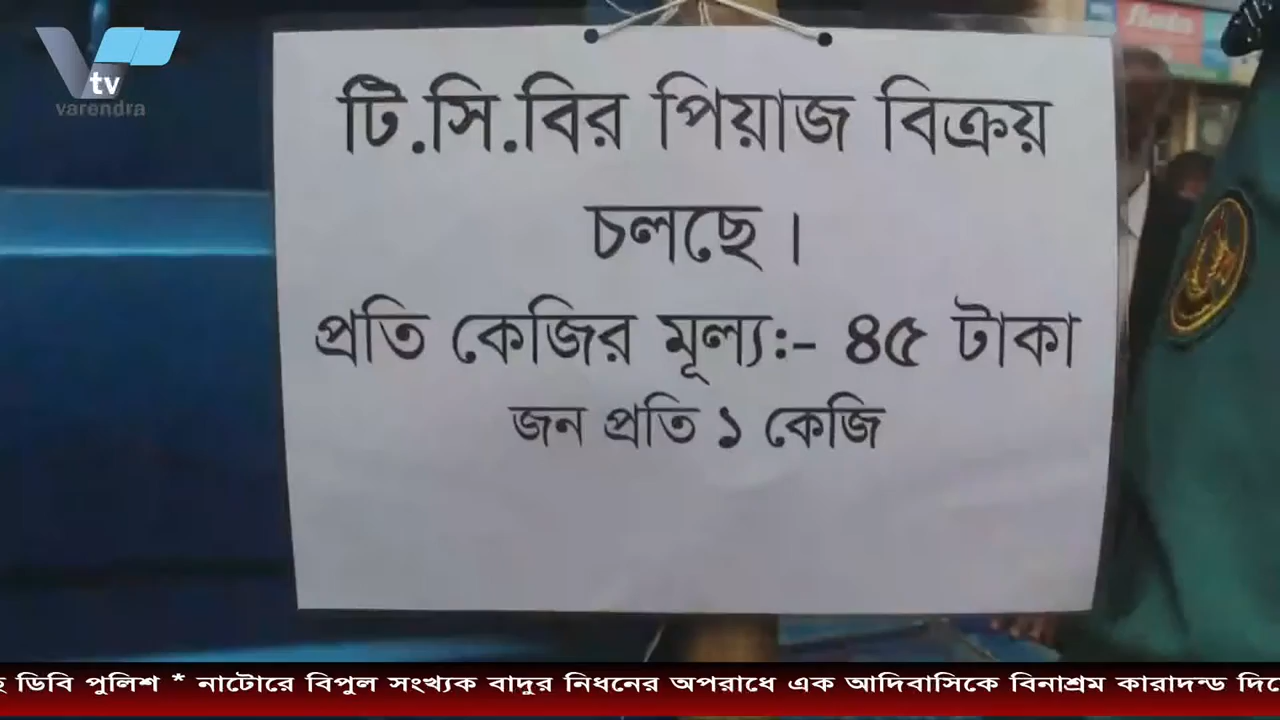 tv
varendra
টি.সি.বির পিয়াজ বিক্রয়
চলছে।
প্রতি কেজির মূল্য:- ৪৫ টাকা
জন প্রতি ১ কেজি
ডিবি পুলিশ * নাটোরে বিপুল সংখ্যক বাদুর নিধনের অপরাধে এক আদিবাসিকে বিনাশ্রম কারাদন্ড